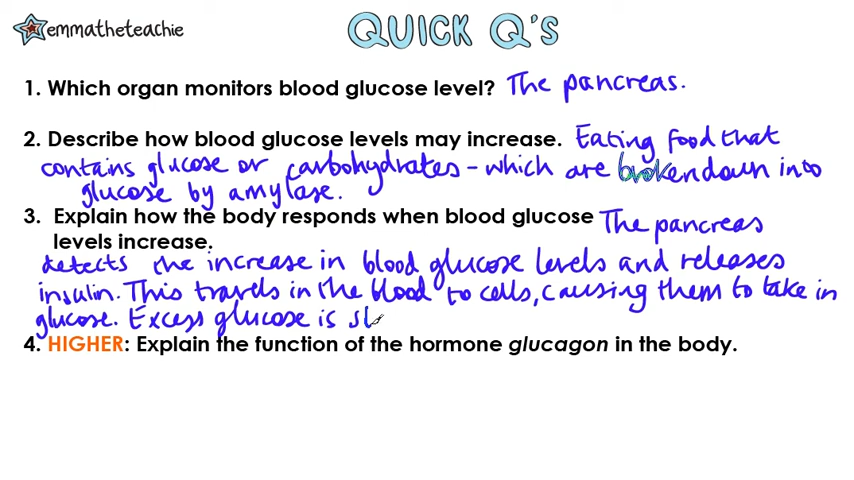 emmatheteachie
QUICK Q'S
1. Which organ monitors blood glucose level? The pancreas.
2. Describe how blood glucose levels may increase. Eating food that
contains glucose or carbohydrates - which are broken down into
glucose by amylase.
3. Explain how the body responds when blood glucose The pancreas
levels increase.
detects the increase in blood glucose levels and releases
insulin. This travels in the blood to cells, causing them to take in
glucose. Excess glucose is
4. HIGHER: Explain the function of the hormone glucagon in the body.